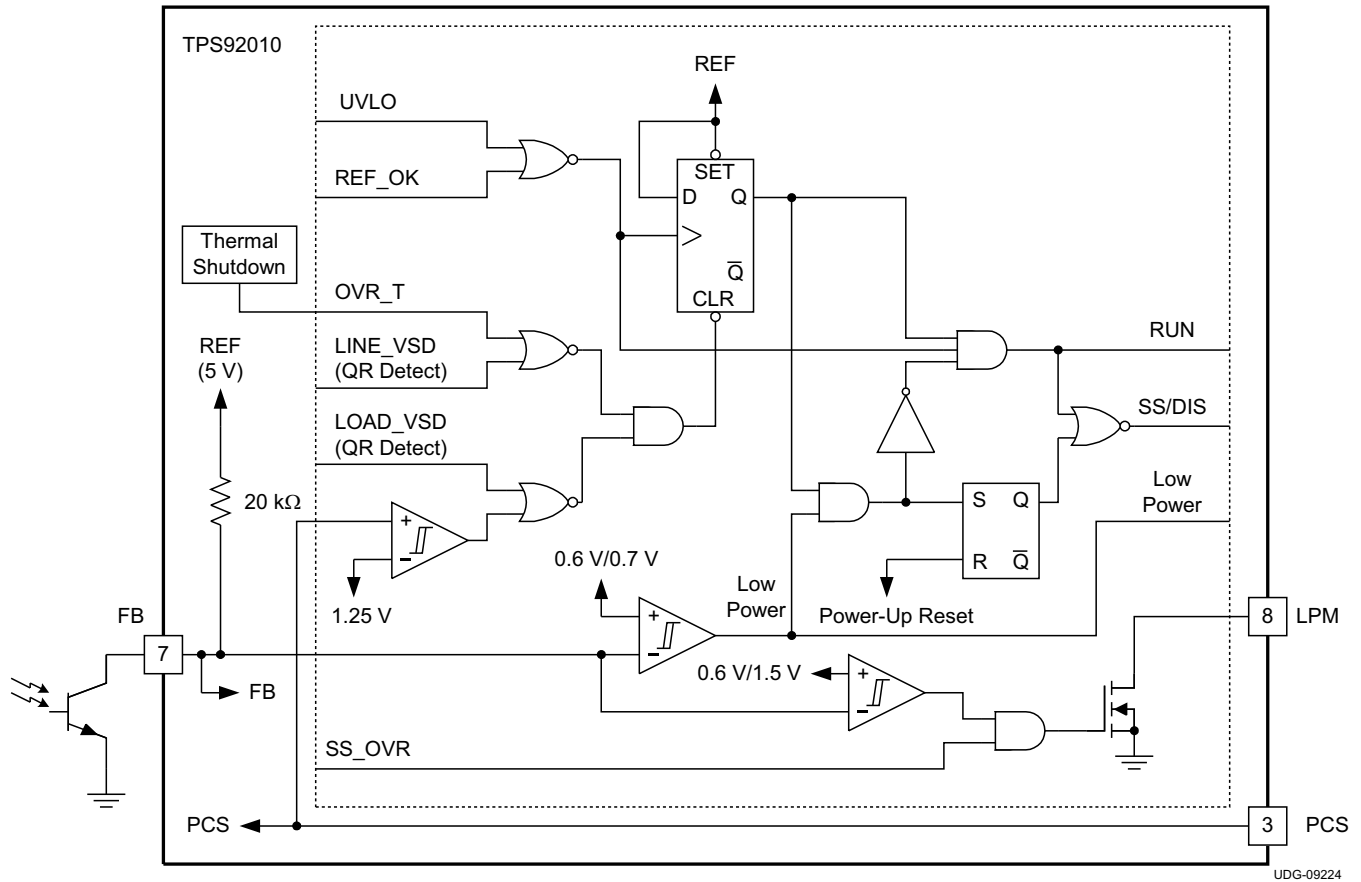 TPS92010
REF
UVLO
SET
REF_OK
D
Q
Thermal
Shutdown
Q
CLR
OVR_T
RUN
REF
(5 V)
LINE_VSD
(QR Detect)
SS/DIS
LOAD_VSD
(QR Detect)
Low
Power
20 kΩ
S
Q
+
–
0.6 V/0.7 V
R
Q
Low
Power
1.25 V
Power-Up Reset
FB
+
–
8
LPM
7
0.6 V/1.5 V
+
–
FB
SS_OVR
PCS
3
PCS
UDG-09224